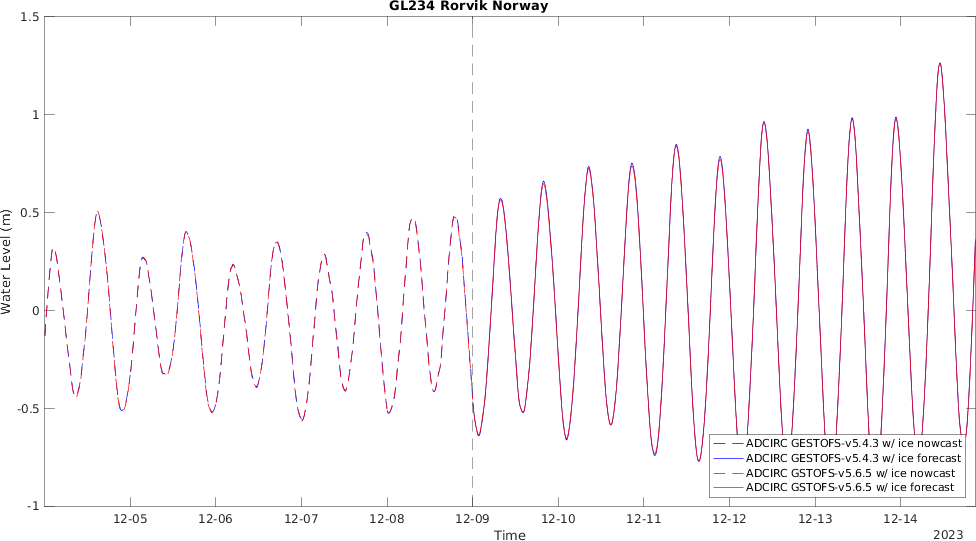 GL234 Rorvik Norway
1.5
1
0.5
0
-0.5
-1
Water Level (m)
ADCIRC GESTOFS-v5.4.3 w/ ice nowcast
ADCIRC GESTOFS-v5.4.3 w/ ice forecast
ADCIRC GSTOFS-v5.6.5 w/ ice nowcast
ADCIRC GSTOFS-v5.6.5 w/ ice forecast
12-05 12-06 12-07 12-08 12-09 12-10 12-11 12-12 12-13 12-14
Time
2023